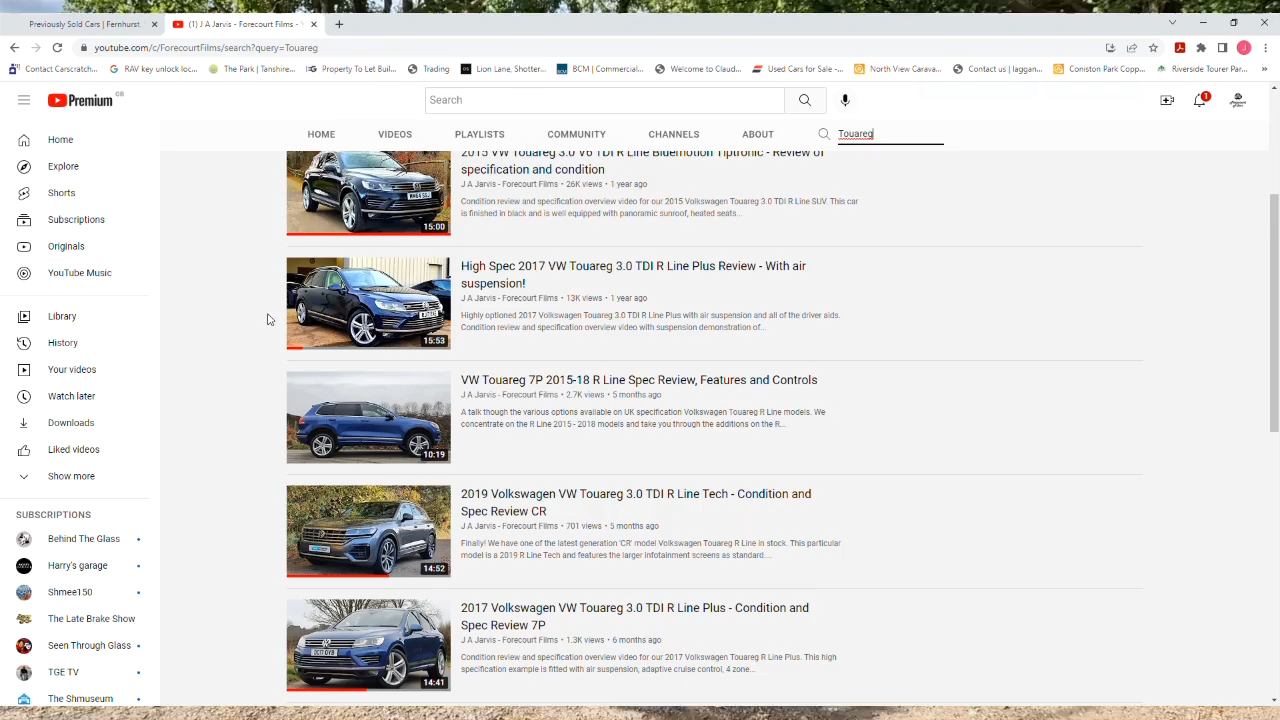 Previously Sold Cars | Fernhurst
(1) J A Jarvis - Forecourt Films -
youtube.com/c/ForecourtFilms/search?query=Touareg
Contact Carscratch... RAV key unlock loc... The Park | Tanshire... Property To Let Buil... Trading Lion Lane, Shotter... BCM | Commercial... Welcome to Claud... Used Cars for Sale -... North View Carava... Contact us | laggan... Coniston Park Copp... Riverside Tourer Par... »
Premium GB
Search
1
HOME VIDEOS PLAYLISTS COMMUNITY CHANNELS ABOUT Touareg
Home
Explore
Shorts
Subscriptions
Originals
YouTube Music
Library
History
Your videos
Watch later
Downloads
Liked videos
Show more
SUBSCRIPTIONS
Behind The Glass
Harry's garage
Shmee150
The Late Brake Show
Seen Through Glass
TGE TV
The Shmuseum
2015 VW Touareg 3.0 V6 TDI R Line Bluemotion Tiptronic - Review of
specification and condition
J A Jarvis - Forecourt Films • 26K views • 1 year ago
Condition review and specification overview video for our 2015 Volkswagen Touareg 3.0 TDI R Line SUV. This car
is finished in black and is well equipped with panoramic sunroof, heated seats...
15:00
High Spec 2017 VW Touareg 3.0 TDI R Line Plus Review - With air
suspension!
J A Jarvis - Forecourt Films • 13K views • 1 year ago
Highly optioned 2017 Volkswagen Touareg 3.0 TDI R Line Plus with air suspension and all of the driver aids.
Condition review and specification overview video with suspension demonstration of...
15:53
VW Touareg 7P 2015-18 R Line Spec Review, Features and Controls
J A Jarvis - Forecourt Films • 2.7K views • 5 months ago
A talk though the various options available on UK specification Volkswagen Touareg R Line models. We
concentrate on the R Line 2015 - 2018 models and take you through the additions on the R...
10:19
2019 Volkswagen VW Touareg 3.0 TDI R Line Tech - Condition and
Spec Review CR
J A Jarvis - Forecourt Films • 701 views • 5 months ago
Finally! We have one of the latest generation 'CR' model Volkswagen Touareg R Line in stock. This particular
model is a 2019 R Line Tech and features the larger infotainment screens as standard....
14:52
2017 Volkswagen VW Touareg 3.0 TDI R Line Plus - Condition and
Spec Review 7P
J A Jarvis - Forecourt Films • 1.3K views • 6 months ago
Condition and specification overview video for our 2017 Volkswagen Touareg R Line Plus. This high
specification example is fitted with air suspension, adaptive cruise control, 4 zone...
14:41